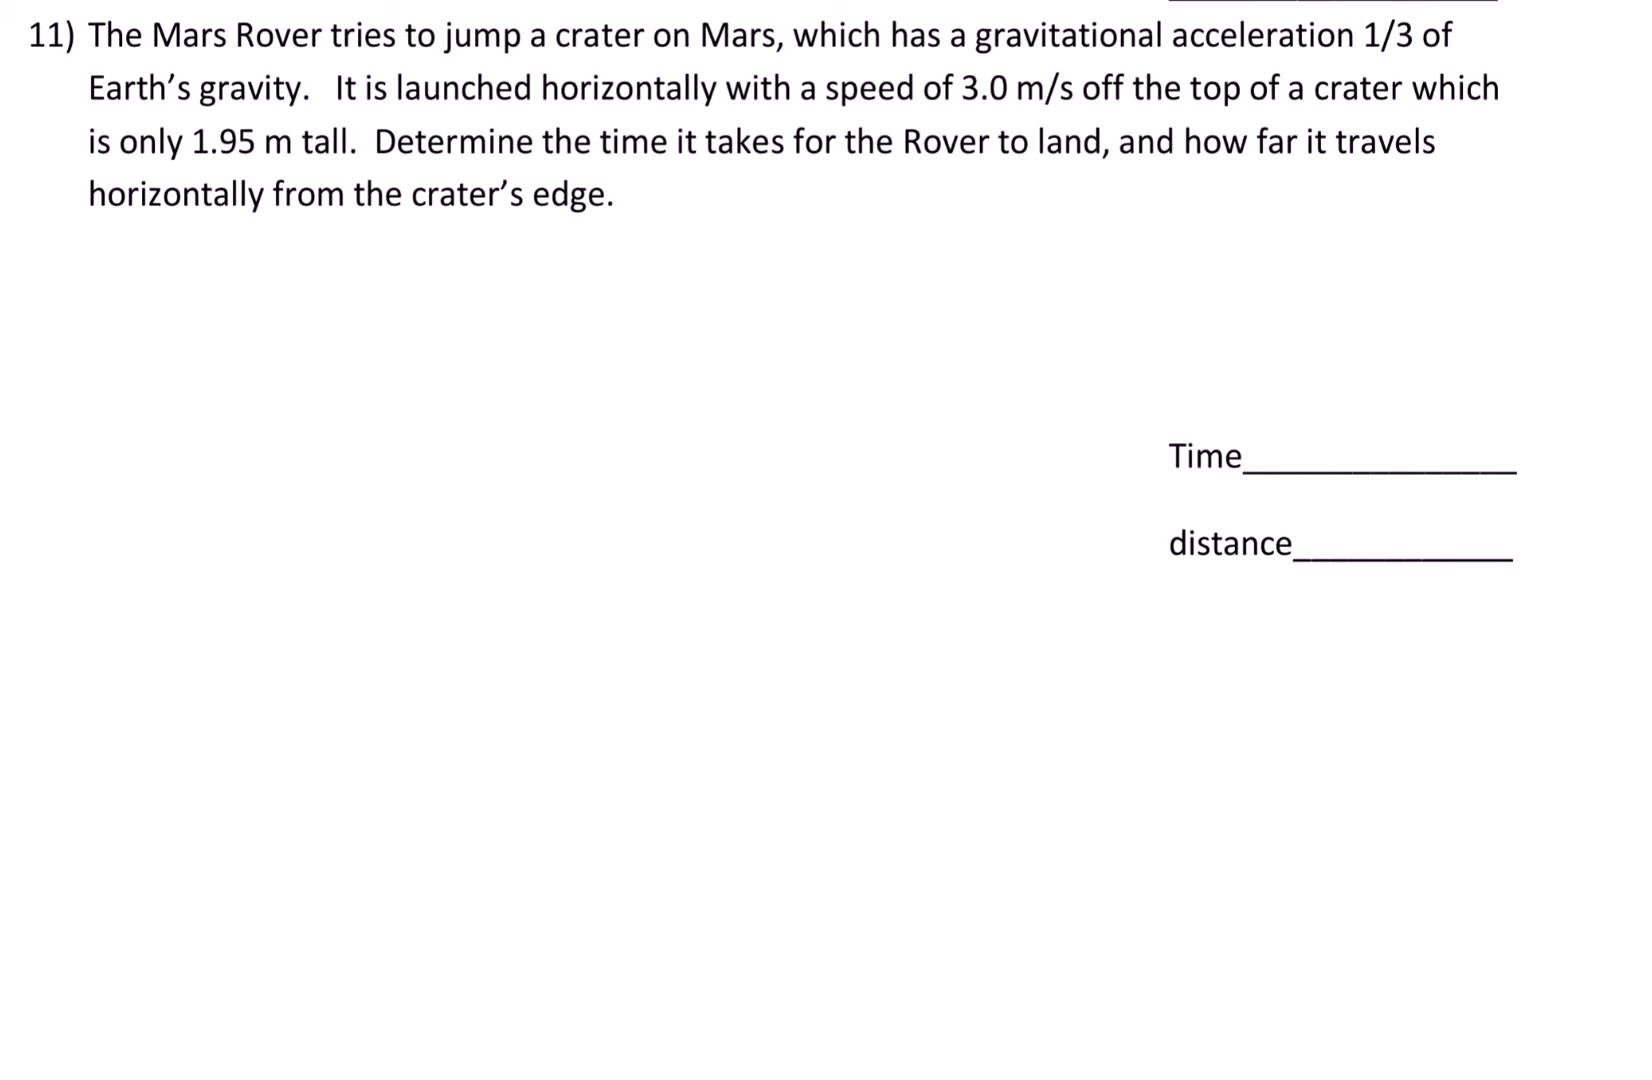 11) The Mars Rover tries to jump a crater on Mars, which has a gravitational acceleration 1/3 of
Earth’s gravity.   It is launched horizontally with a speed of 3.0 m/s off the top of a crater which
is only 1.95 m tall.  Determine the time it takes for the Rover to land, and how far it travels
horizontally from the crater’s edge.
Time_______________
distance____________